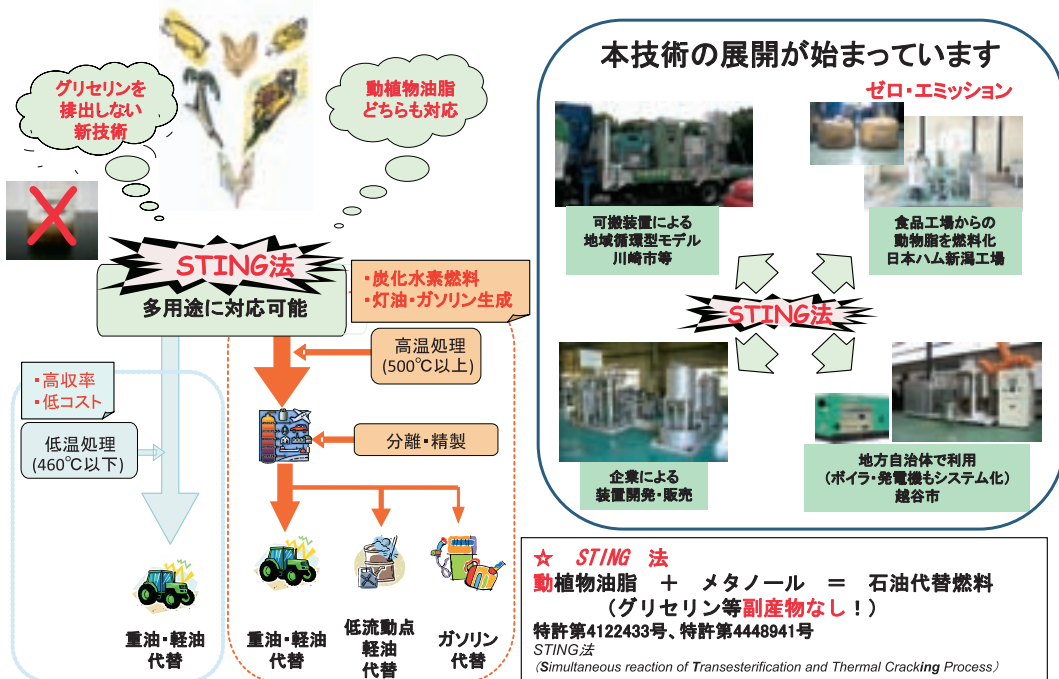 グリセリンを
排出しない
新技術
動植物油脂
どちらも対応
STING法
多用途に対応可能
・炭化水素燃料
・灯油・ガソリン生成
高温処理
(500℃以上)
・高収率
・低コスト
低温処理
(460℃以下)
分離・精製
重油・軽油
代替
重油・軽油
代替
低流動点
軽油
代替
ガソリン
代替
本技術の展開が始まっています
ゼロ・エミッション
可搬装置による
地域循環型モデル
川崎市等
食品工場からの
動物脂を燃料化
日本ハム新潟工場
STING法
企業による
装置開発・販売
地方自治体で利用
(ボイラ・発電機もシステム化)
越谷市
☆ STING 法
動植物油脂 + メタノール = 石油代替燃料
(グリセリン等副産物なし!)
特許第4122433号、特許第4448941号
STING法
(Simultaneous reaction of Transesterification and Thermal Cracking Process)